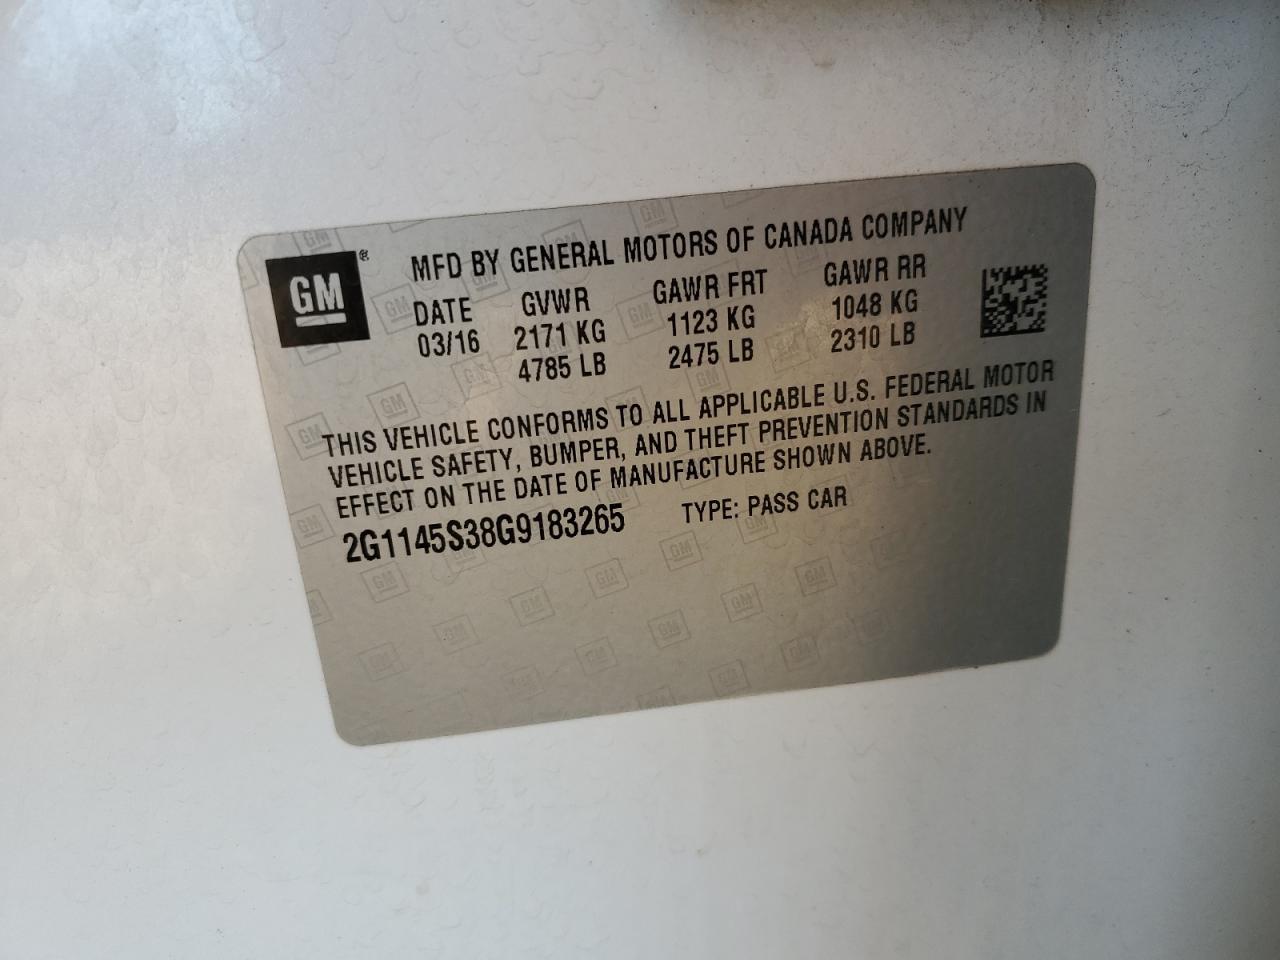 GM®
MFD BY GENERAL MOTORS OF CANADA COMPANY
DATE GVWR GAWR FRT GAWR RR
03/16 2171 KG 1123 KG 1048 KG
4785 LB 2475 LB 2310 LB
THIS VEHICLE CONFORMS TO ALL APPLICABLE U.S. FEDERAL MOTOR
VEHICLE SAFETY, BUMPER, AND THEFT PREVENTION STANDARDS IN
EFFECT ON THE DATE OF MANUFACTURE SHOWN ABOVE.
2G1145S38G9183265 TYPE: PASS CAR